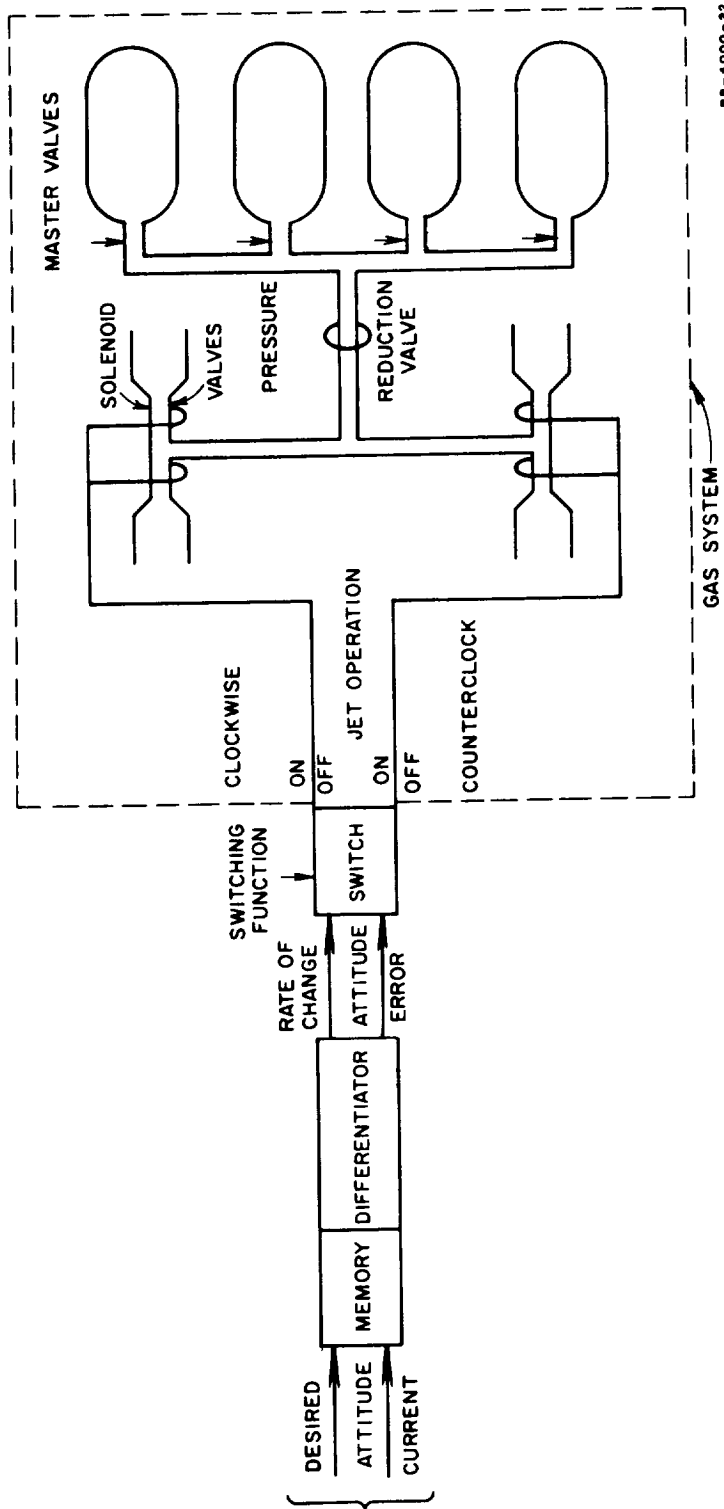 DESIRED
ATTITUDE
CURRENT
MEMORY
DIFFERENTIATOR
RATE OF
CHANGE
ATTITUDE
ERROR
SWITCHING
FUNCTION
SWITCH
CLOCKWISE
ON
OFF
JET OPERATION
ON
OFF
COUNTERCLOCK
SOLENOID
VALVES
PRESSURE
REDUCTION
VALVE
MASTER VALVES
GAS SYSTEM